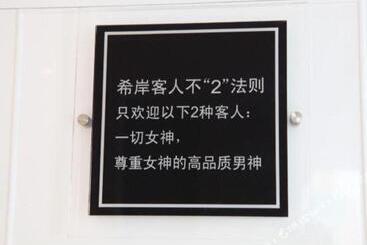 希岸客人不“2”法则
只欢迎以下2种客人：
一切女神，
尊重女神的高品质男神